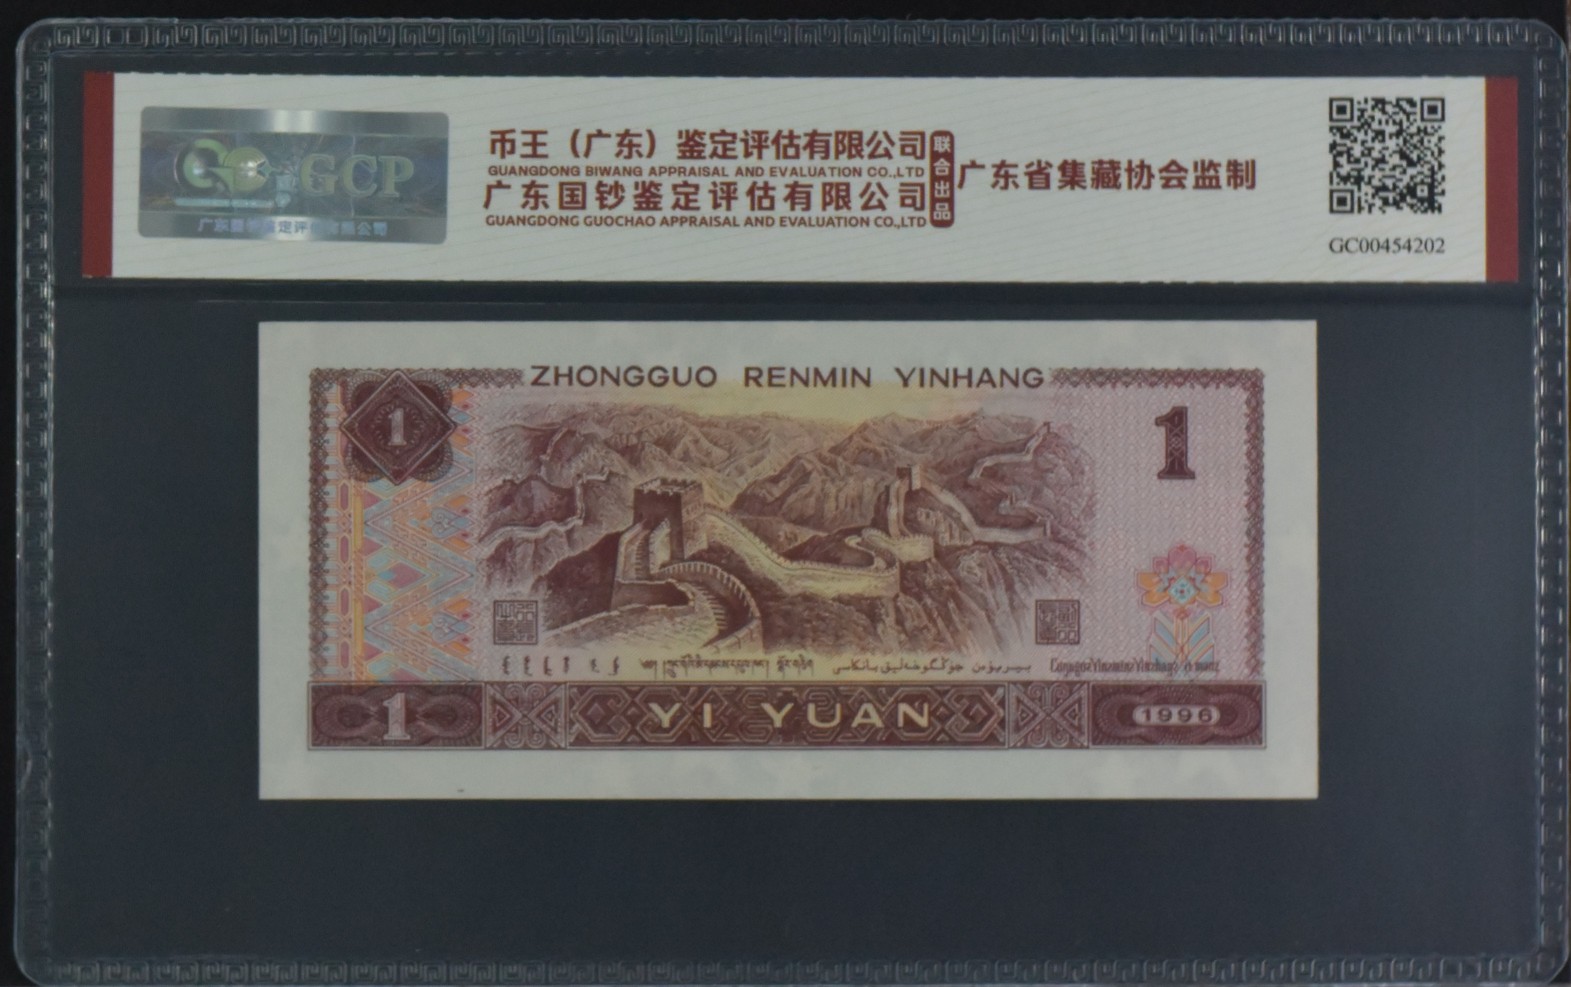 GCP
币王（广东）鉴定评估有限公司
GUANGDONG BIWANG APPRAISAL AND EVALUATION CO.,LTD
广东国钞鉴定评估有限公司
GUANGDONG GUOCHAO APPRAISAL AND EVALUATION CO.,LTD
联合出品
广东省集藏协会监制
GC00454202
ZHONGGUO RENMIN YINHANG
1
1
1
YI YUAN
1996